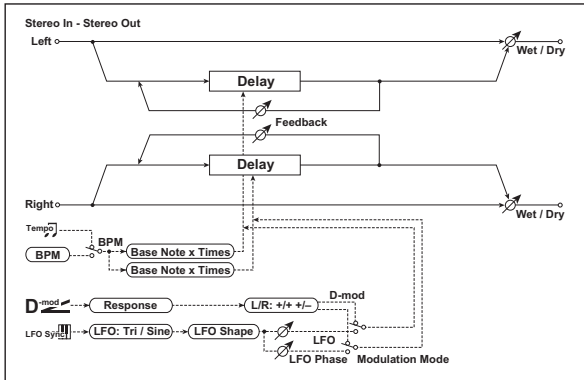 Stereo In - Stereo Out
Left
Wet / Dry
Delay
Feedback
Delay
Right
Wet / Dry
Tempo
BPM
BPM
Base Note x Times
Base Note x Times
D-mod
D-mod
Response
L/R: +/+ +/–
LFO Sync
LFO: Tri / Sine
LFO Shape
LFO
LFO Phase
Modulation Mode